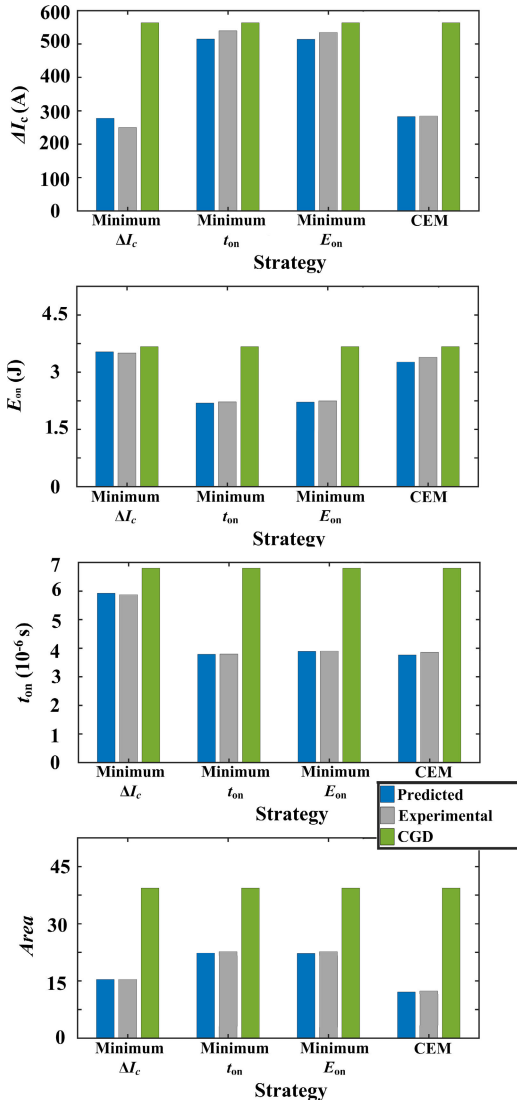 600
500
400
300
200
100
0
ΔIc (A)
Minimum Minimum Minimum CEM
ΔIc ton Eon
Strategy
4.5
3
1.5
0
Eon (J)
Minimum Minimum Minimum CEM
ΔIc ton Eon
Strategy
7
6
5
4
3
2
1
0
ton (10-6 s)
Minimum Minimum Minimum CEM
ΔIc ton Eon
Strategy
Predicted
Experimental
CGD
45
30
15
0
Area
Minimum Minimum Minimum CEM
ΔIc ton Eon
Strategy